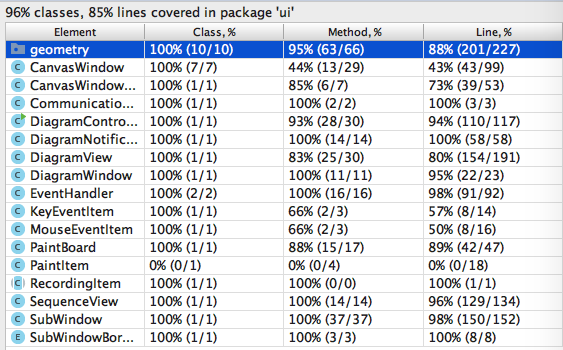 96% classes, 85% lines covered in package 'ui'
Element Class, % Method, % Line, %
geometry 100% (10/10) 95% (63/66) 88% (201/227)
CanvasWindow 100% (7/7) 44% (13/29) 43% (43/99)
CanvasWindow... 100% (1/1) 85% (6/7) 73% (39/53)
Communicatio... 100% (1/1) 100% (2/2) 100% (3/3)
DiagramContro... 100% (1/1) 93% (28/30) 94% (110/117)
DiagramNotific... 100% (1/1) 100% (14/14) 100% (58/58)
DiagramView 100% (1/1) 83% (25/30) 80% (154/191)
DiagramWindow 100% (1/1) 100% (11/11) 95% (22/23)
EventHandler 100% (2/2) 100% (16/16) 98% (91/92)
KeyEventItem 100% (1/1) 66% (2/3) 57% (8/14)
MouseEventItem 100% (1/1) 66% (2/3) 50% (8/16)
PaintBoard 100% (1/1) 88% (15/17) 89% (42/47)
PaintItem 0% (0/1) 0% (0/4) 0% (0/18)
RecordingItem 100% (1/1) 100% (0/0) 100% (1/1)
SequenceView 100% (1/1) 100% (14/14) 96% (129/134)
SubWindow 100% (1/1) 100% (37/37) 98% (150/152)
SubWindowBor... 100% (1/1) 100% (3/3) 100% (8/8)